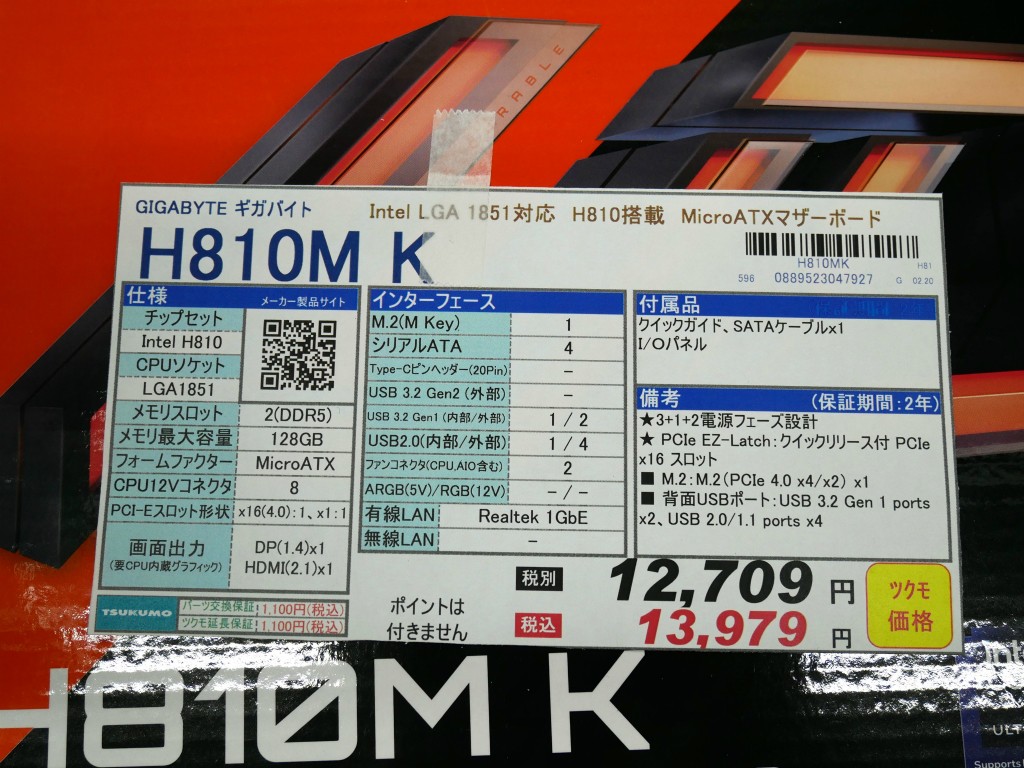 RRBLE
GIGABYTE ギガバイト
Intel LGA 1851対応 H810搭載 MicroATXマザーボード
H810M K
H810MK H81
596 0889523047927 G 02.20
仕様 メーカー製品サイト
チップセット
Intel H810
CPUソケット
LGA1851
メモリスロット 2(DDR5)
メモリ最大容量 128GB
フォームファクター MicroATX
CPU12Vコネクタ 8
PCI-Eスロット形状 x16(4.0):1、x1:1
画面出力
(要CPU内蔵グラフィック)
DP(1.4)x1
HDMI(2.1)x1
インターフェース
M.2(M Key) 1
シリアルATA 4
Type-Cピンヘッダー(20Pin) −
USB 3.2 Gen2 (外部) −
USB 3.2 Gen1 (内部/外部) 1 / 2
USB2.0(内部/外部) 1 / 4
ファンコネクタ(CPU,AIO含む) 2
ARGB(5V)/RGB(12V) − / −
有線LAN Realtek 1GbE
無線LAN −
付属品
クイックガイド、SATAケーブルx1
I/Oパネル
備考 (保証期間:2年)
★3+1+2電源フェーズ設計
★ PCIe EZ-Latch:クイックリリース付 PCIe
x16 スロット
■ M.2:M.2(PCIe 4.0 x4/x2) x1
■ 背面USBポート:USB 3.2 Gen 1 ports
x2、USB 2.0/1.1 ports x4
TSUKUMO
パーツ交換保証:1,100円(税込)
ツクモ延長保証:1,100円(税込)
ポイントは
付きません
税別 12,709 円
税込 13,979 円
ツクモ
価格
H810M K
ULT
Supports